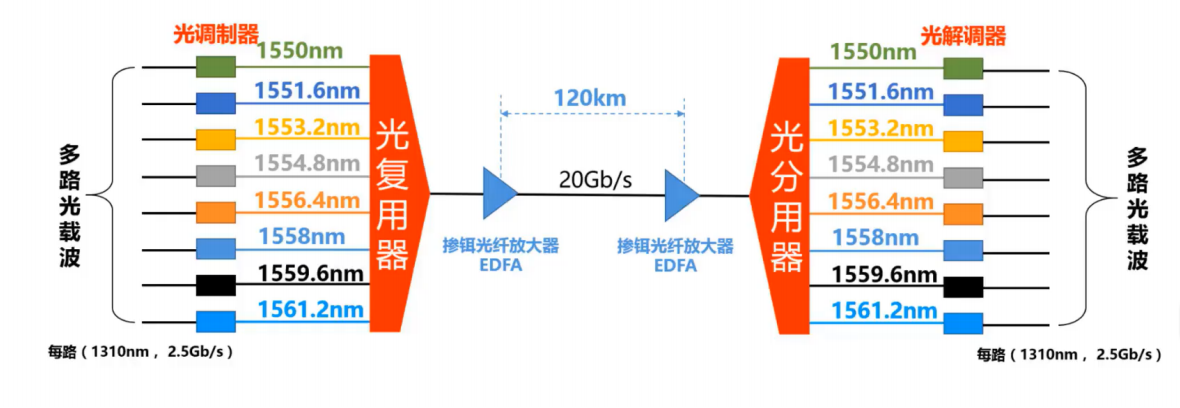 光调制器
1550nm
1551.6nm
1553.2nm
1554.8nm
1556.4nm
1558nm
1559.6nm
1561.2nm
多路光载波
每路（1310nm ，2.5Gb/s）
光复用器
120km
20Gb/s
掺铒光纤放大器
EDFA
掺铒光纤放大器
EDFA
光分用器
光解调器
1550nm
1551.6nm
1553.2nm
1554.8nm
1556.4nm
1558nm
1559.6nm
1561.2nm
多路光载波
每路（1310nm ，2.5Gb/s）